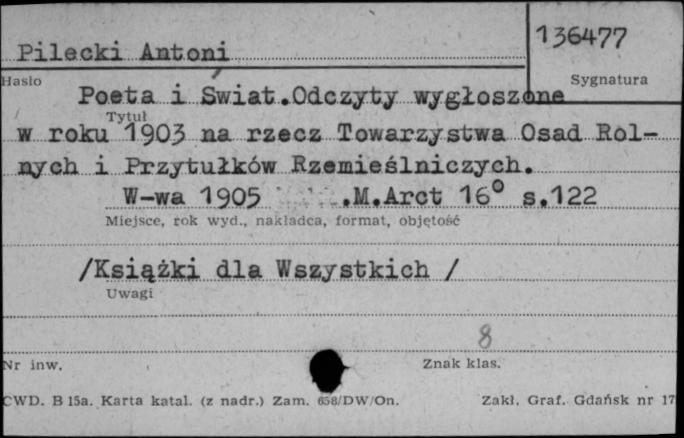 136477
Pilecki Antoni
Hasło
Sygnatura
Poeta i Świat.Odczyty wygłoszone
Tytuł
w roku 1903 na rzecz Towarzystwa Osad Rol-
nych i Przytułków Rzemieślniczych.
W-wa 1905 .M.Arct 16° s.122
Miejsce, rok wyd., nakładca, format, objętość
/Książki dla Wszystkich /
Uwagi
8
Nr inw.
Znak klas.
CWD. B 15a. Karta katal. (z nadr.) Zam. 658/DW/On.
Zakł. Graf. Gdańsk nr 17